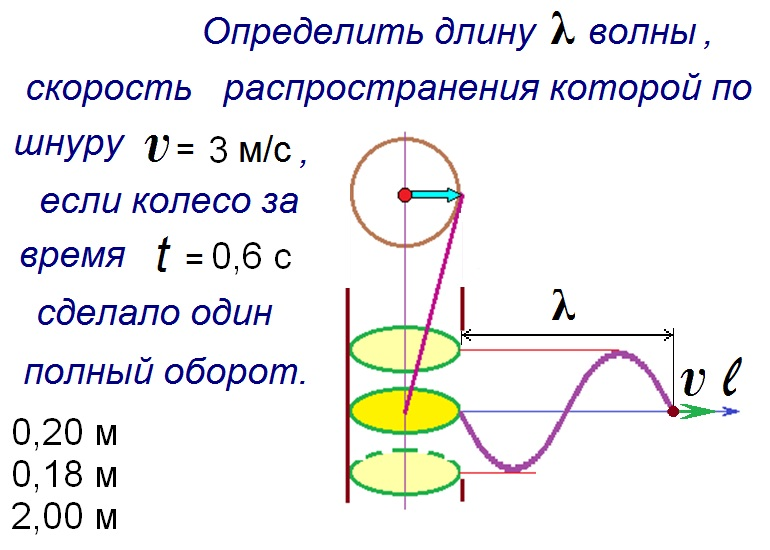 Определить длину λ волны ,
скорость распространения которой по
шнуру v = 3 м/с ,
если колесо за
время t = 0,6 с
сделало один
полный оборот.
0,20 м
0,18 м
2,00 м
λ
v ℓ